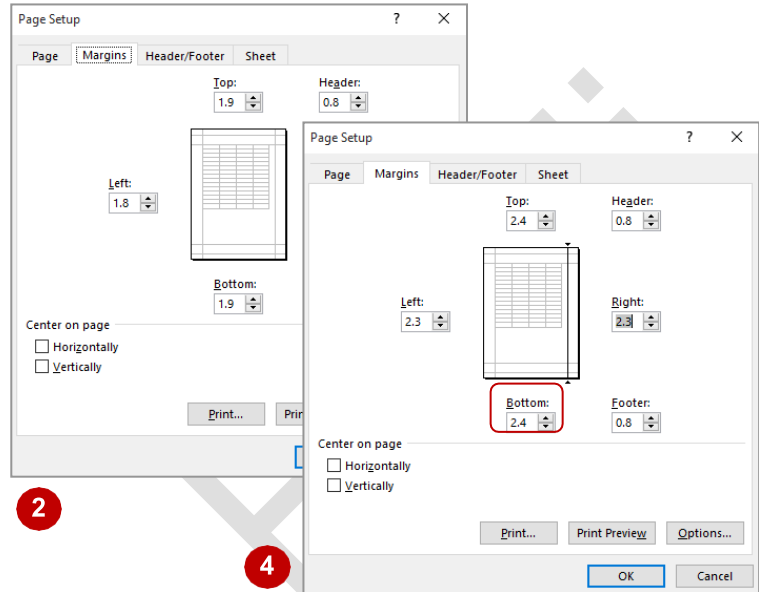 Page Setup ? ×
Page Margins Header/Footer Sheet
Top: Header:
1.9 0.8
Left:
1.8
Bottom:
1.9
Center on page
Horizontally
Vertically
Print...
2
Page Setup ? ×
Page Margins Header/Footer Sheet
Top: Header:
2.4 0.8
Left: Right:
2.3 2.3
Bottom: Footer:
2.4 0.8
Center on page
Horizontally
Vertically
Print... Print Preview Options...
OK Cancel
4